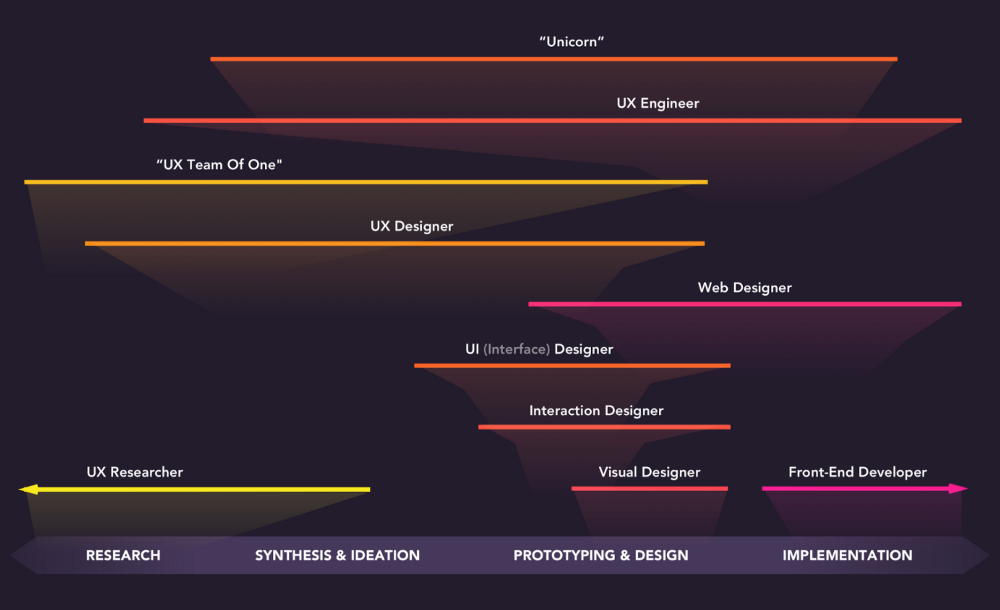 “Unicorn”
UX Engineer
“UX Team Of One"
UX Designer
Web Designer
UI (Interface) Designer
Interaction Designer
UX Researcher
Visual Designer
Front-End Developer
RESEARCH
SYNTHESIS & IDEATION
PROTOTYPING & DESIGN
IMPLEMENTATION